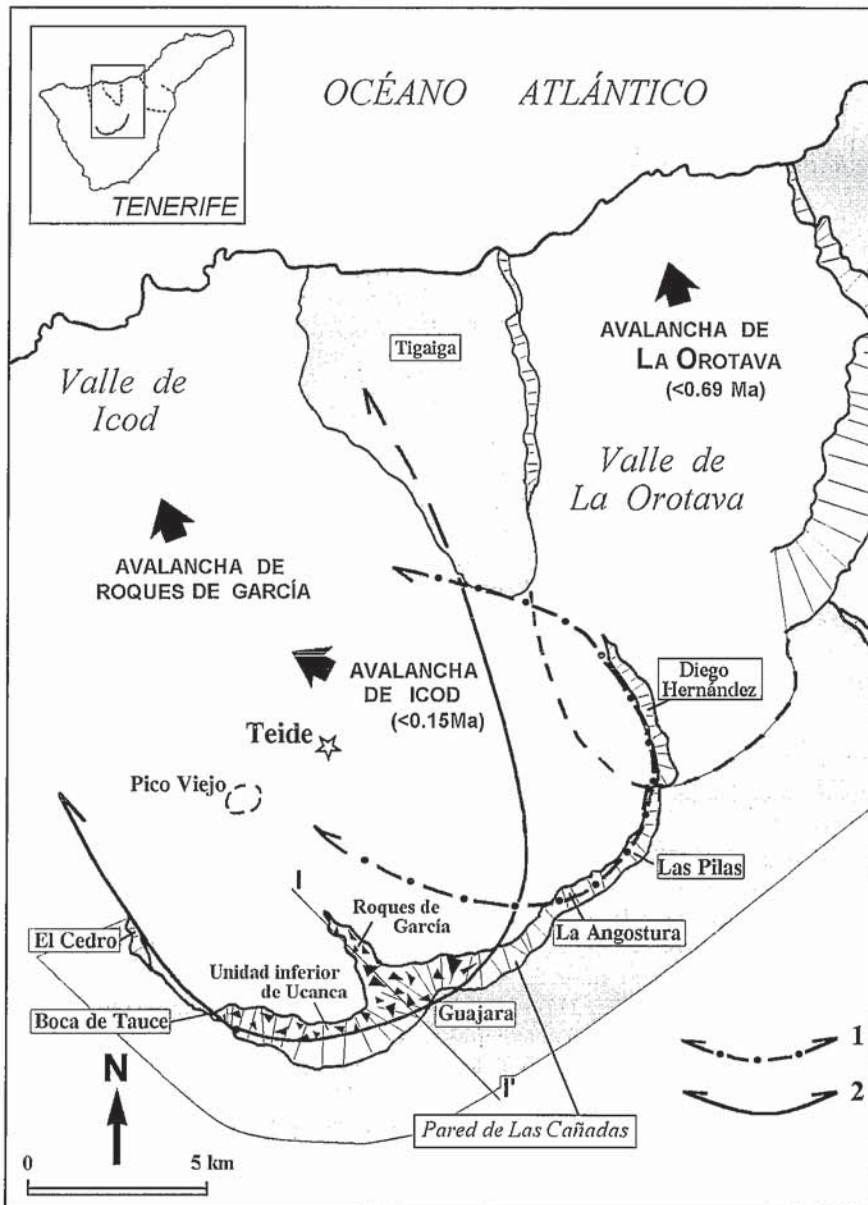 OCÉANO ATLÁNTICO
TENERIFE
Tigaiga
AVALANCHA DE
LA OROTAVA
(<0.69 Ma)
Valle de
Icod
Valle de
La Orotava
AVALANCHA DE
ROQUES DE GARCÍA
AVALANCHA
DE ICOD
(<0.15Ma)
Diego
Hernández
Teide
Pico Viejo
Las Pilas
I
Roques de
García
La Angostura
El Cedro
Unidad inferior
de Ucanca
Boca de Tauce
Guajara
1
N
I'
2
Pared de Las Cañadas
0 5 km